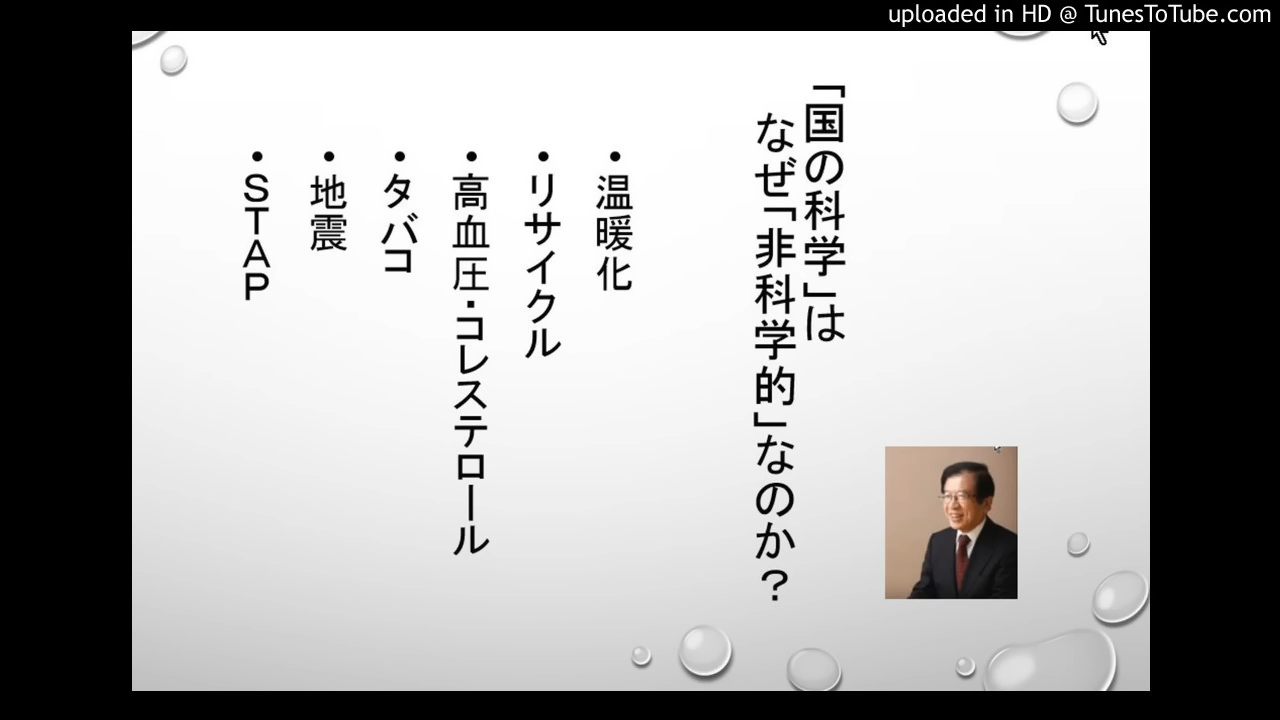 uploaded in HD @ TunesToTube.com
「国の科学」は
なぜ「非科学的」なのか？
・温暖化
・リサイクル
・高血圧・コレステロール
・タバコ
・地震
・ＳＴＡＰ